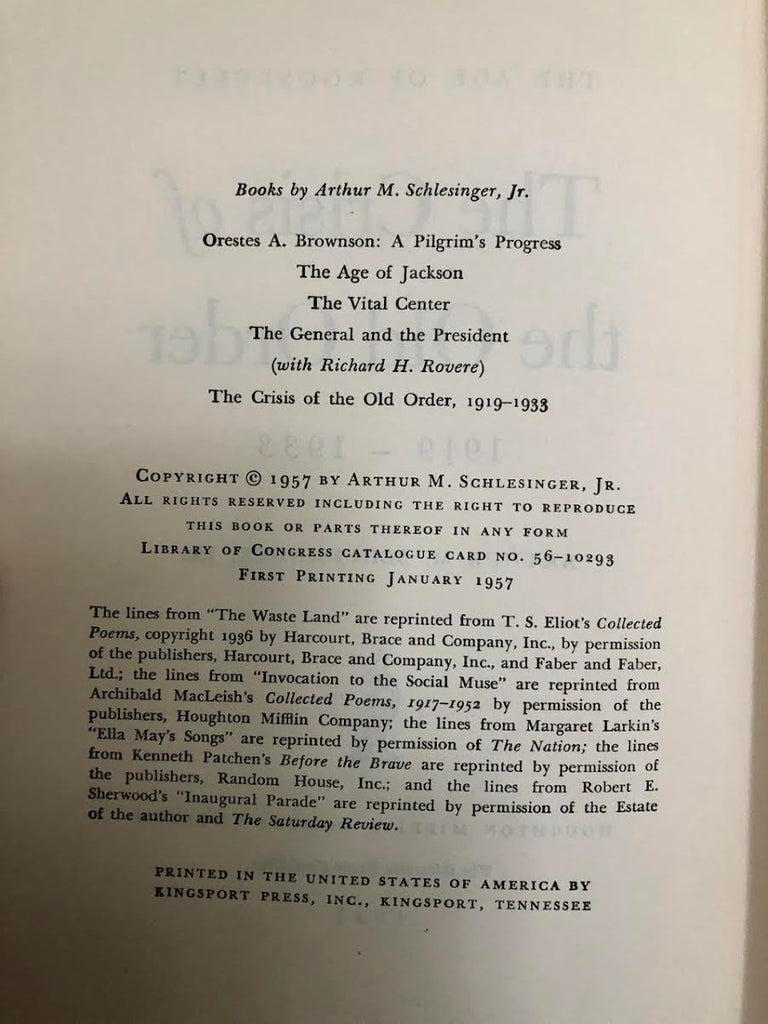 Books by Arthur M. Schlesinger, Jr.
Orestes A. Brownson: A Pilgrim's Progress
The Age of Jackson
The Vital Center
The General and the President
(with Richard H. Rovere)
The Crisis of the Old Order, 1919–1933
Copyright © 1957 by Arthur M. Schlesinger, Jr.
All rights reserved including the right to reproduce
this book or parts thereof in any form
Library of Congress catalogue card no. 56–10293
First Printing January 1957
The lines from "The Waste Land" are reprinted from T. S. Eliot's Collected
Poems, copyright 1936 by Harcourt, Brace and Company, Inc., by permission
of the publishers, Harcourt, Brace and Company, Inc., and Faber and Faber,
Ltd.; the lines from "Invocation to the Social Muse" are reprinted from
Archibald MacLeish's Collected Poems, 1917–1952 by permission of the
publishers, Houghton Mifflin Company; the lines from Margaret Larkin's
"Ella May's Songs" are reprinted by permission of The Nation; the lines
from Kenneth Patchen's Before the Brave are reprinted by permission of
the publishers, Random House, Inc.; and the lines from Robert E.
Sherwood's "Inaugural Parade" are reprinted by permission of the Estate
of the author and The Saturday Review.
PRINTED IN THE UNITED STATES OF AMERICA BY
KINGSPORT PRESS, INC., KINGSPORT, TENNESSEE